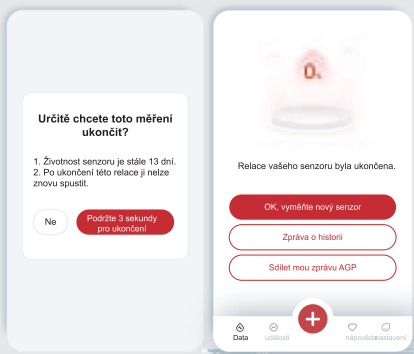 Určitě chcete toto měření
ukončit?
1. Životnost senzoru je stále 13 dní.
2. Po ukončení této relace ji nelze
znovu spustit.
Ne
Podržte 3 sekundy
pro ukončení
0
Relace vašeho senzoru byla ukončena.
OK, vyměňte nový senzor
Zpráva o historii
Sdílet mou zprávu AGP
Data
události
nápověda
nastavení